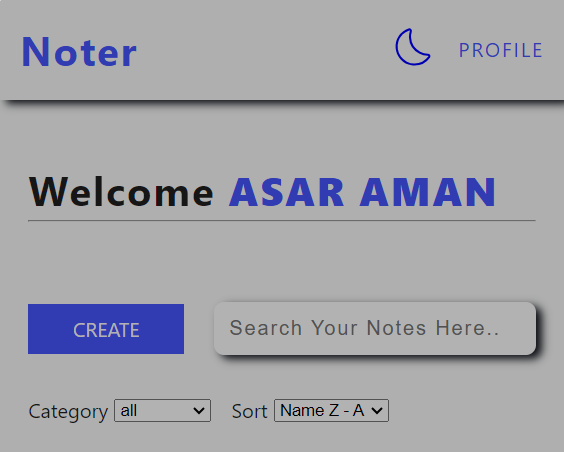 Noter
PROFILE
Welcome ASAR AMAN
CREATE
Search Your Notes Here..
Category all Sort Name Z - A